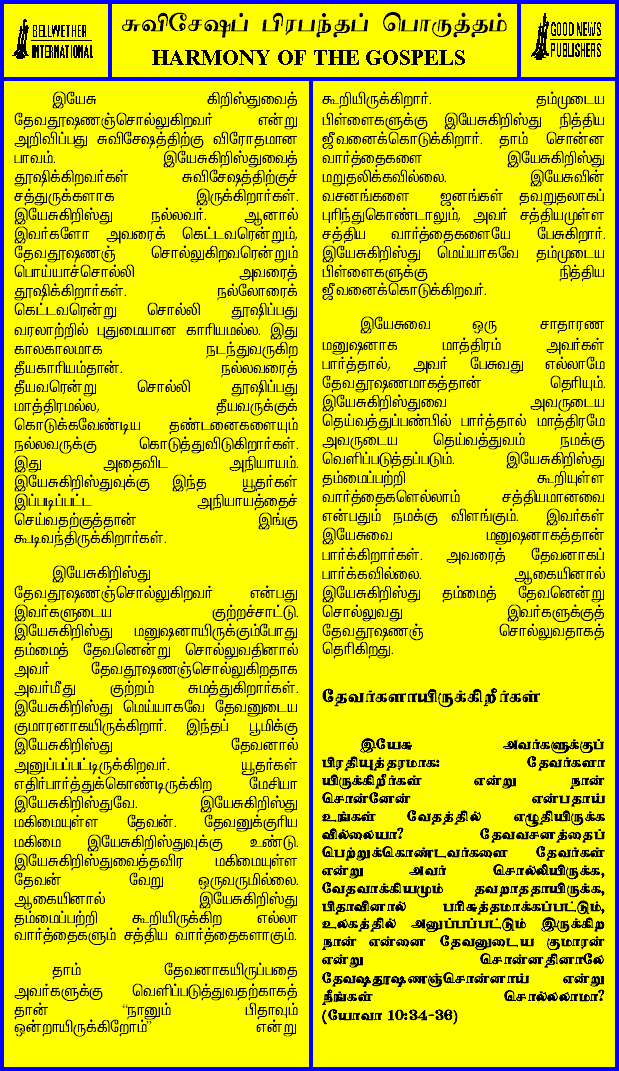 BELLWETHER
INTERNATIONAL
சுவிசேஷப் பிரபந்தப் பொருத்தம்
HARMONY OF THE GOSPELS
GOOD NEWS
PUBLISHERS
இயேசு கிறிஸ்துவைத்
தேவதூஷணஞ்சொல்லுகிறவர் என்று
அறிவிப்பது சுவிசேஷத்திற்கு விரோதமான
பாவம். இயேசுகிறிஸ்துவைத்
தூஷிக்கிறவர்கள் சுவிசேஷத்திற்குச்
சத்துருக்களாக இருக்கிறார்கள்.
இயேசுகிறிஸ்து நல்லவர். ஆனால்
இவர்களோ அவரைக் கெட்டவரென்றும்,
தேவதூஷணஞ் சொல்லுகிறவரென்றும்
பொய்யாச்சொல்லி அவரைத்
தூஷிக்கிறார்கள். நல்லோரைக்
கெட்டவரென்று சொல்லி தூஷிப்பது
வரலாற்றில் புதுமையான காரியமல்ல. இது
காலகாலமாக நடந்துவருகிற
தீயகாரியம்தான். நல்லவரைத்
தீயவரென்று சொல்லி தூஷிப்பது
மாத்திரமல்ல, தீயவருக்குக்
கொடுக்கவேண்டிய தண்டனைகளையும்
நல்லவருக்கு கொடுத்துவிடுகிறார்கள்.
இது அதைவிட அநியாயம்.
இயேசுகிறிஸ்துவுக்கு இந்த யூதர்கள்
இப்படிப்பட்ட அநியாயத்தைச்
செய்வதற்குத்தான் இங்கு
கூடிவந்திருக்கிறார்கள்.
இயேசுகிறிஸ்து
தேவதூஷணஞ்சொல்லுகிறவர் என்பது
இவர்களுடைய குற்றச்சாட்டு.
இயேசுகிறிஸ்து மனுஷனாயிருக்கும்போது
தம்மைத் தேவனென்று சொல்வதினால்
அவர் தேவதூஷணஞ்சொல்லுகிறதாக
அவர்மீது குற்றம் சுமத்துகிறார்கள்.
இயேசுகிறிஸ்து மெய்யாகவே தேவனுடைய
குமாரனாகயிருக்கிறார். இந்தப் பூமிக்கு
இயேசுகிறிஸ்து தேவனால்
அனுப்பப்பட்டிருக்கிறவர். யூதர்கள்
எதிர்பார்த்துக்கொண்டிருக்கிற மேசியா
இயேசுகிறிஸ்துவே. இயேசுகிறிஸ்து
மகிமையுள்ள தேவன். தேவனுக்குரிய
மகிமை இயேசுகிறிஸ்துவுக்கு உண்டு.
இயேசுகிறிஸ்துவைத்தவிர மகிமையுள்ள
தேவன் வேறு ஒருவருமில்லை.
ஆகையினால் இயேசுகிறிஸ்து
தம்மைப்பற்றி கூறியிருக்கிற எல்லா
வார்த்தைகளும் சத்திய வார்த்தைகளாகும்.
தாம் தேவனாகயிருப்பதை
அவர்களுக்கு வெளிப்படுத்துவதற்காகத்
தான் “நானும் பிதாவும்
ஒன்றாயிருக்கிறோம்” என்று
கூறியிருக்கிறார். தம்முடைய
பிள்ளைகளுக்கு இயேசுகிறிஸ்து நித்திய
ஜீவனைக்கொடுக்கிறார். தாம் சொன்ன
வார்த்தைகளை இயேசுகிறிஸ்து
மறுதலிக்கவில்லை. இயேசுவின்
வசனங்களை ஜனங்கள் தவறுதலாகப்
புரிந்துகொண்டாலும், அவர் சத்தியமுள்ள
சத்திய வார்த்தைகளையே பேசுகிறார்.
இயேசுகிறிஸ்து மெய்யாகவே தம்முடைய
பிள்ளைகளுக்கு நித்திய
ஜீவனைக்கொடுக்கிறவர்.
இயேசுவை ஒரு சாதாரண
மனுஷனாக மாத்திரம் அவர்கள்
பார்த்தால், அவர் பேசுவது எல்லாமே
தேவதூஷணமாகத்தான் தெரியும்.
இயேசுகிறிஸ்துவை அவருடைய
தெய்வத்துப்பண்பில் பார்த்தால் மாத்திரமே
அவருடைய தெய்வத்துவம் நமக்கு
வெளிப்படுத்தப்படும். இயேசுகிறிஸ்து
தம்மைப்பற்றி கூறியுள்ள
வார்த்தைகளெல்லாம் சத்தியமானவை
என்பதும் நமக்கு விளங்கும். இவர்கள்
இயேசுவை மனுஷனாகத்தான்
பார்க்கிறார்கள். அவரைத் தேவனாகப்
பார்க்கவில்லை. ஆகையினால்
இயேசுகிறிஸ்து தம்மைத் தேவனென்று
சொல்லுவது இவர்களுக்குத்
தேவதூஷணஞ் சொல்லுவதாகத்
தெரிகிறது.
தேவர்களாயிருக்கிறீர்கள்
இயேசு அவர்களுக்குப்
பிரதியுத்தரமாக: தேவர்களா
யிருக்கிறீர்கள் என்று நான்
சொன்னேன் என்பதாய்
உங்கள் வேதத்தில் எழுதியிருக்க
வில்லையா? தேவவசனத்தைப்
பெற்றுக்கொண்டவர்களை தேவர்கள்
என்று அவர் சொல்லியிருக்க,
வேதவாக்கியமும் தவறாததாயிருக்க,
பிதாவினால் பரிசுத்தமாக்கப்பட்டும்,
உலகத்தில் அனுப்பப்பட்டும் இருக்கிற
நான் என்னை தேவனுடைய குமாரன்
என்று சொன்னதினாலே
தேவஷதூஷணஞ்சொன்னாய் என்று
நீங்கள் சொல்லலாமா?
(யோவா 10:34-36)